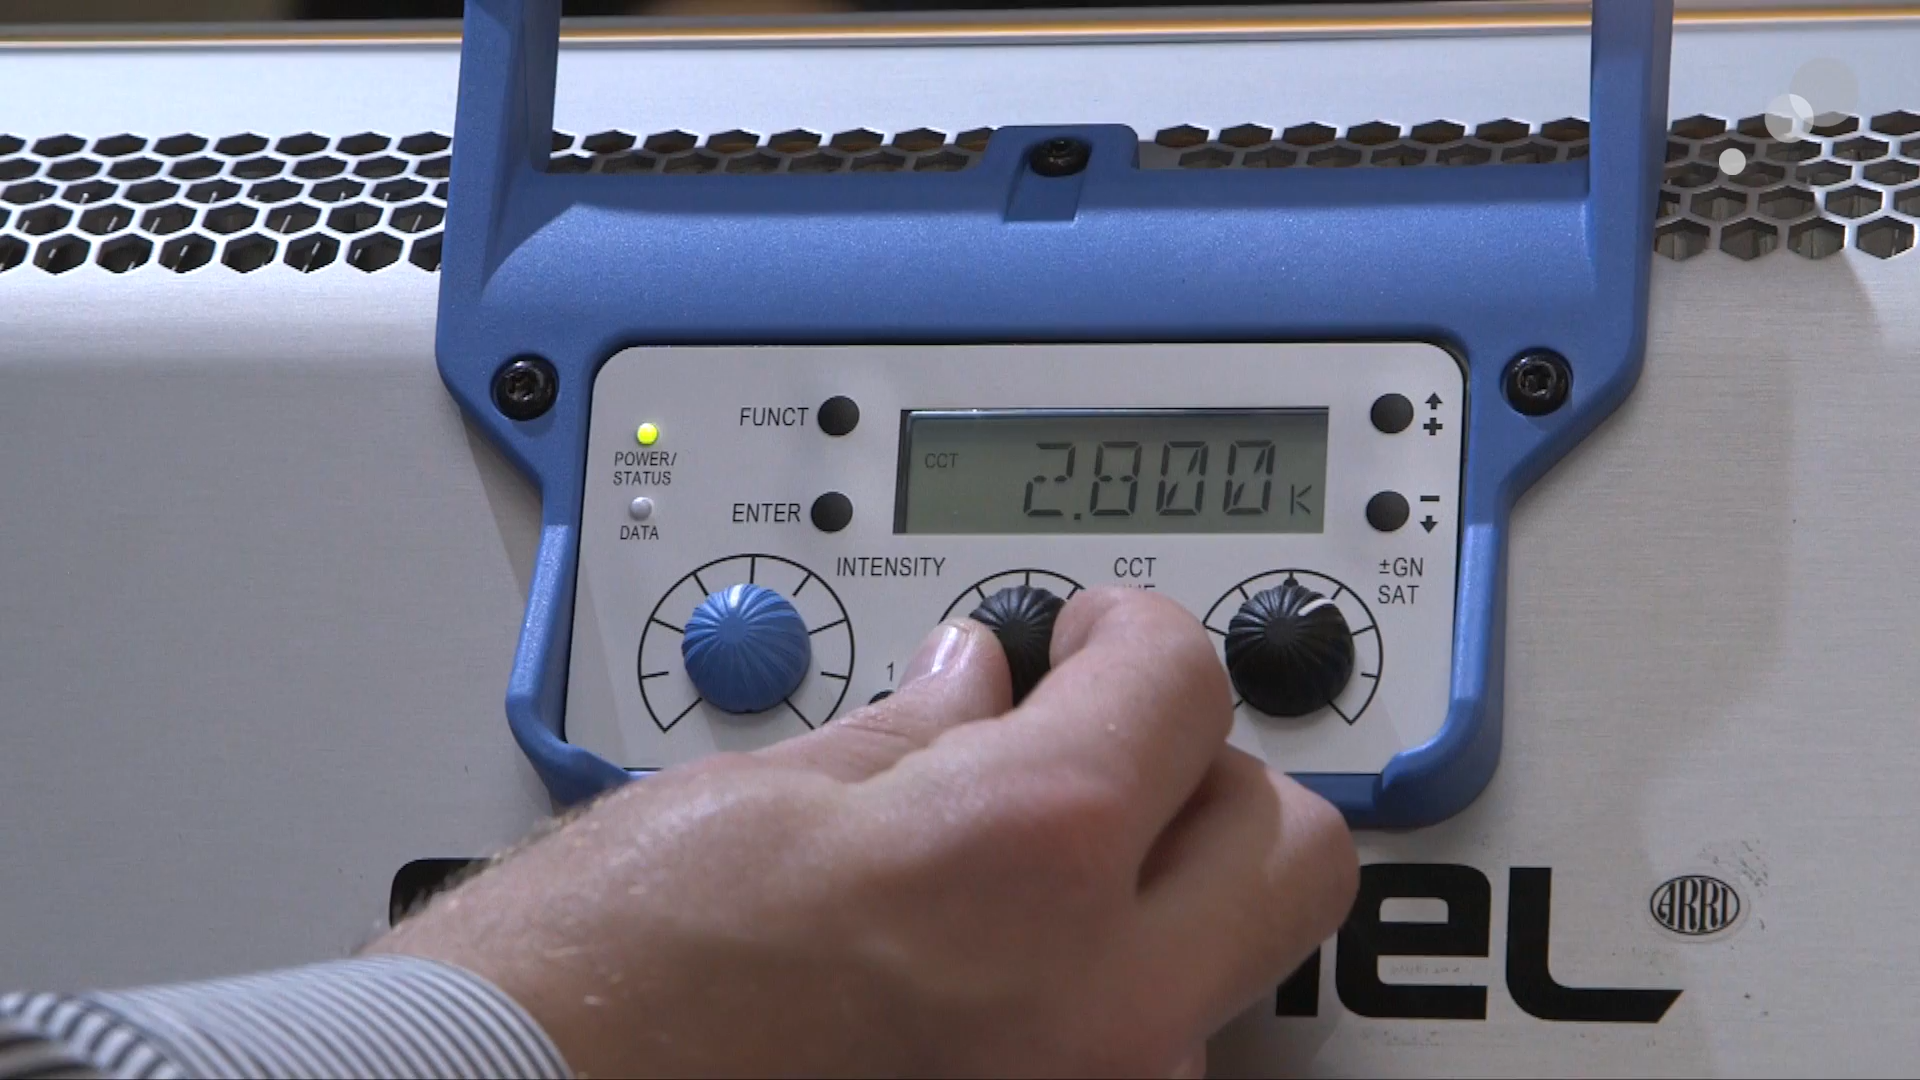 FUNCT
ENTER
POWER/
STATUS
DATA
CCT 2.800K
INTENSITY
CCT
±GN
SAT
1
ARRI